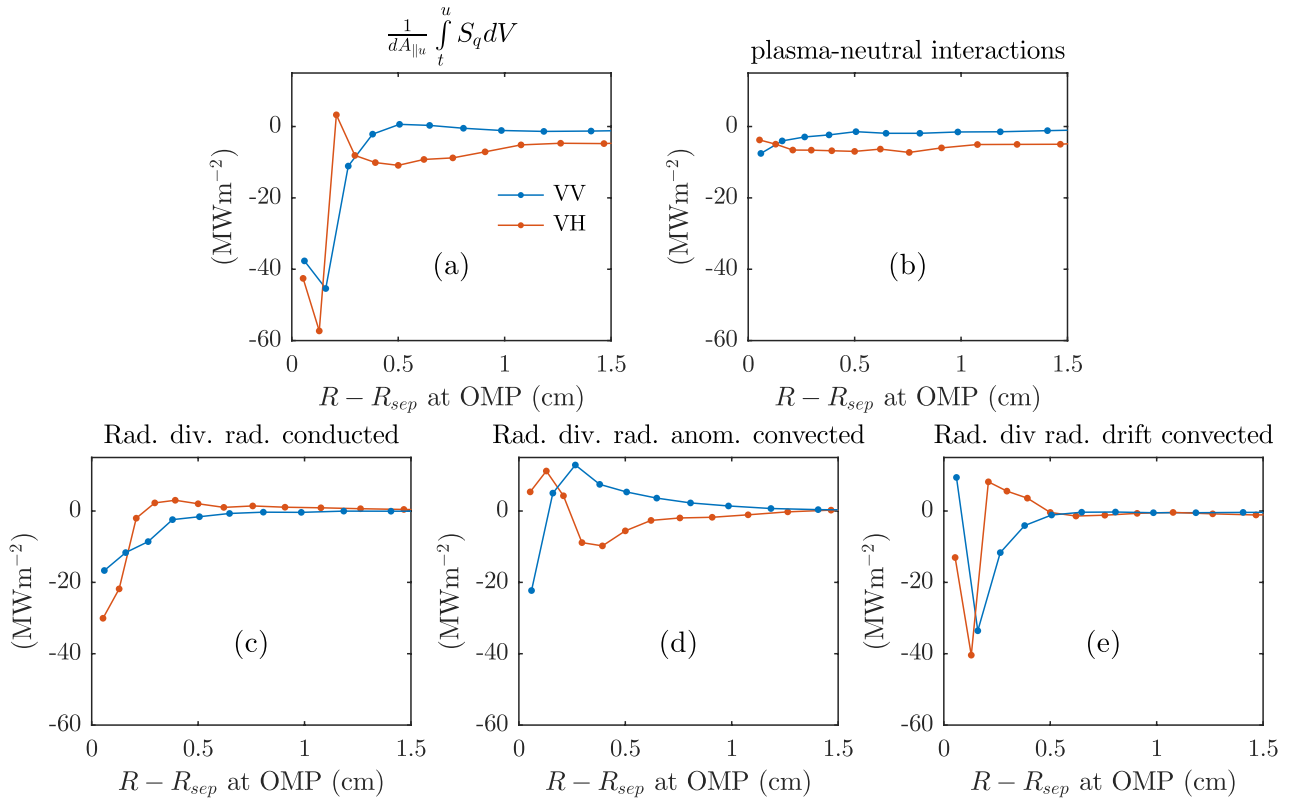 $\frac{1}{dA_{\parallel u}} \int_t^u S_q dV$
plasma-neutral interactions
0
-20
-40
-60
(MWm⁻²)
VV
VH
(a)
0 0.5 1 1.5
R − R_sep at OMP (cm)
0
-20
-40
-60
(MWm⁻²)
(b)
0 0.5 1 1.5
R − R_sep at OMP (cm)
Rad. div. rad. conducted
0
-20
-40
-60
(MWm⁻²)
(c)
0 0.5 1 1.5
R − R_sep at OMP (cm)
Rad. div. rad. anom. convected
0
-20
-40
-60
(MWm⁻²)
(d)
0 0.5 1 1.5
R − R_sep at OMP (cm)
Rad. div rad. drift convected
0
-20
-40
-60
(MWm⁻²)
(e)
0 0.5 1 1.5
R − R_sep at OMP (cm)